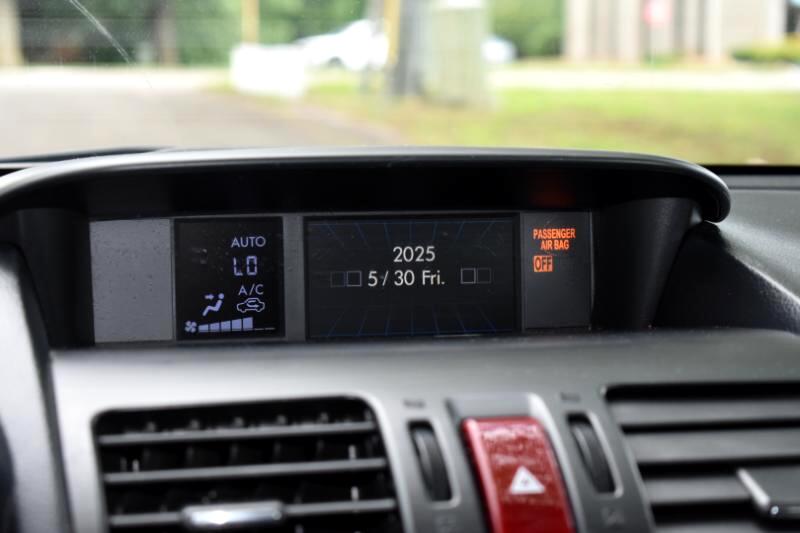 AUTO
LO
A/C
2025
5/30 Fri.
PASSENGER
AIR BAG
OFF